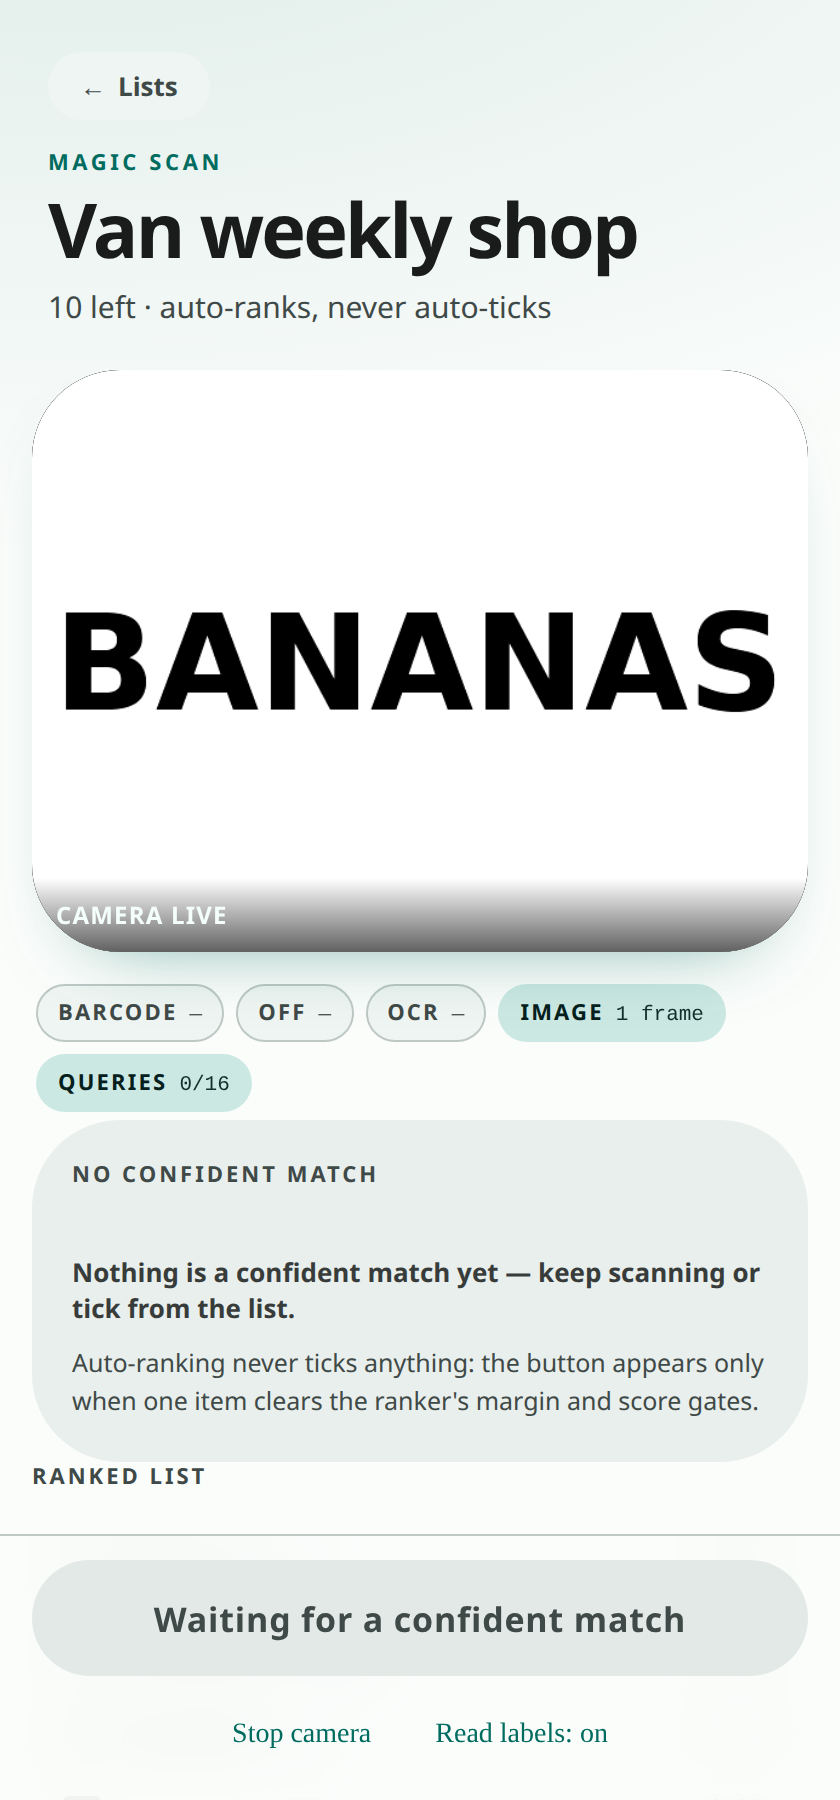 ← Lists
MAGIC SCAN
Van weekly shop
10 left · auto-ranks, never auto-ticks
BANANAS
CAMERA LIVE
BARCODE – OFF – OCR – IMAGE 1 frame
QUERIES 0/16
NO CONFIDENT MATCH
Nothing is a confident match yet — keep scanning or
tick from the list.
Auto-ranking never ticks anything: the button appears only
when one item clears the ranker's margin and score gates.
RANKED LIST
Waiting for a confident match
Stop camera Read labels: on